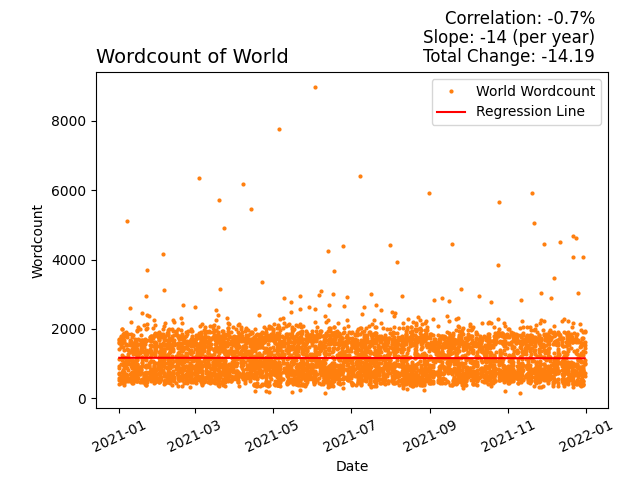 Correlation: -0.7%
Slope: -14 (per year)
Total Change: -14.19
Wordcount of World
World Wordcount
Regression Line
Wordcount
8000
6000
4000
2000
0
2021-01
2021-03
2021-05
2021-07
2021-09
2021-11
2022-01
Date